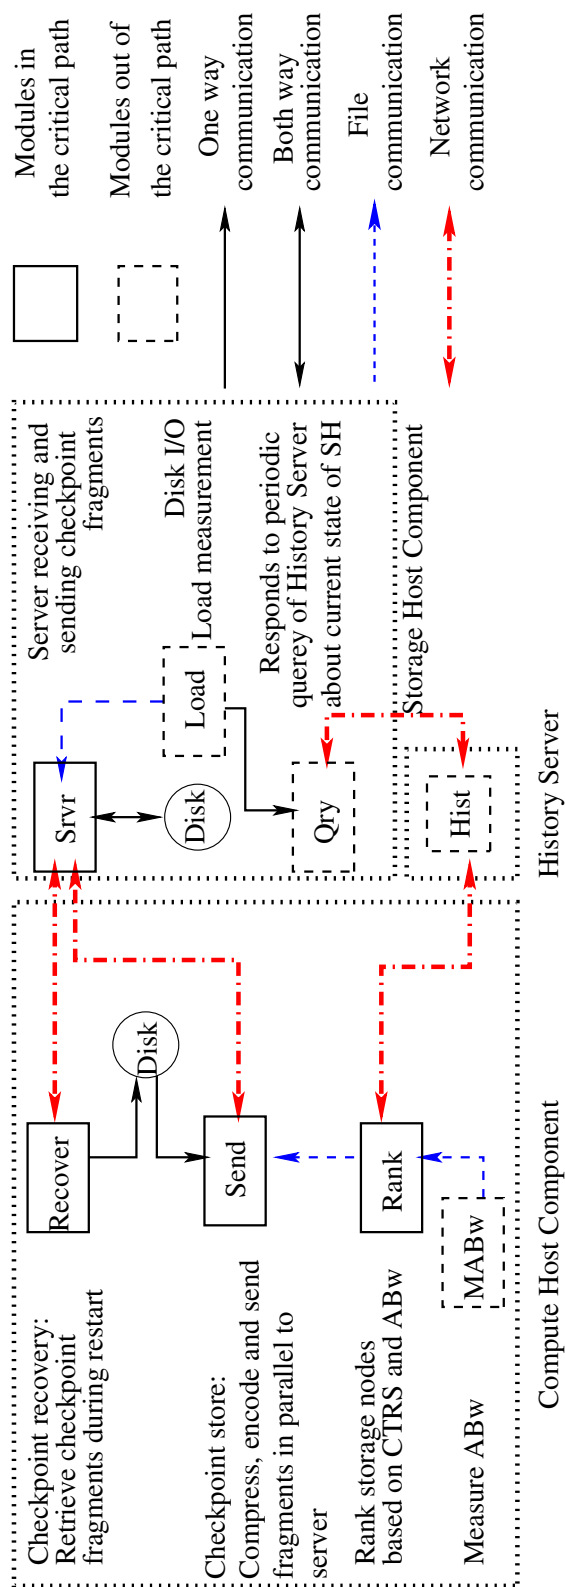 Checkpoint recovery:
Retrieve checkpoint
fragments during restart
Recover
Disk
Checkpoint store:
Compress, encode and send
fragments in parallel to
server
Send
Rank storage nodes
based on CTRS and ABw
Rank
Measure ABw
MABw
Compute Host Component
Srvr
Server receiving and
sending checkpoint
fragments
Disk
Load
Disk I/O
Load measurement
Qry
Responds to periodic
querey of History Server
about current state of SH
Storage Host Component
Hist
History Server
Modules in
the critical path
Modules out of
the critical path
One way
communication
Both way
communication
File
communication
Network
communication